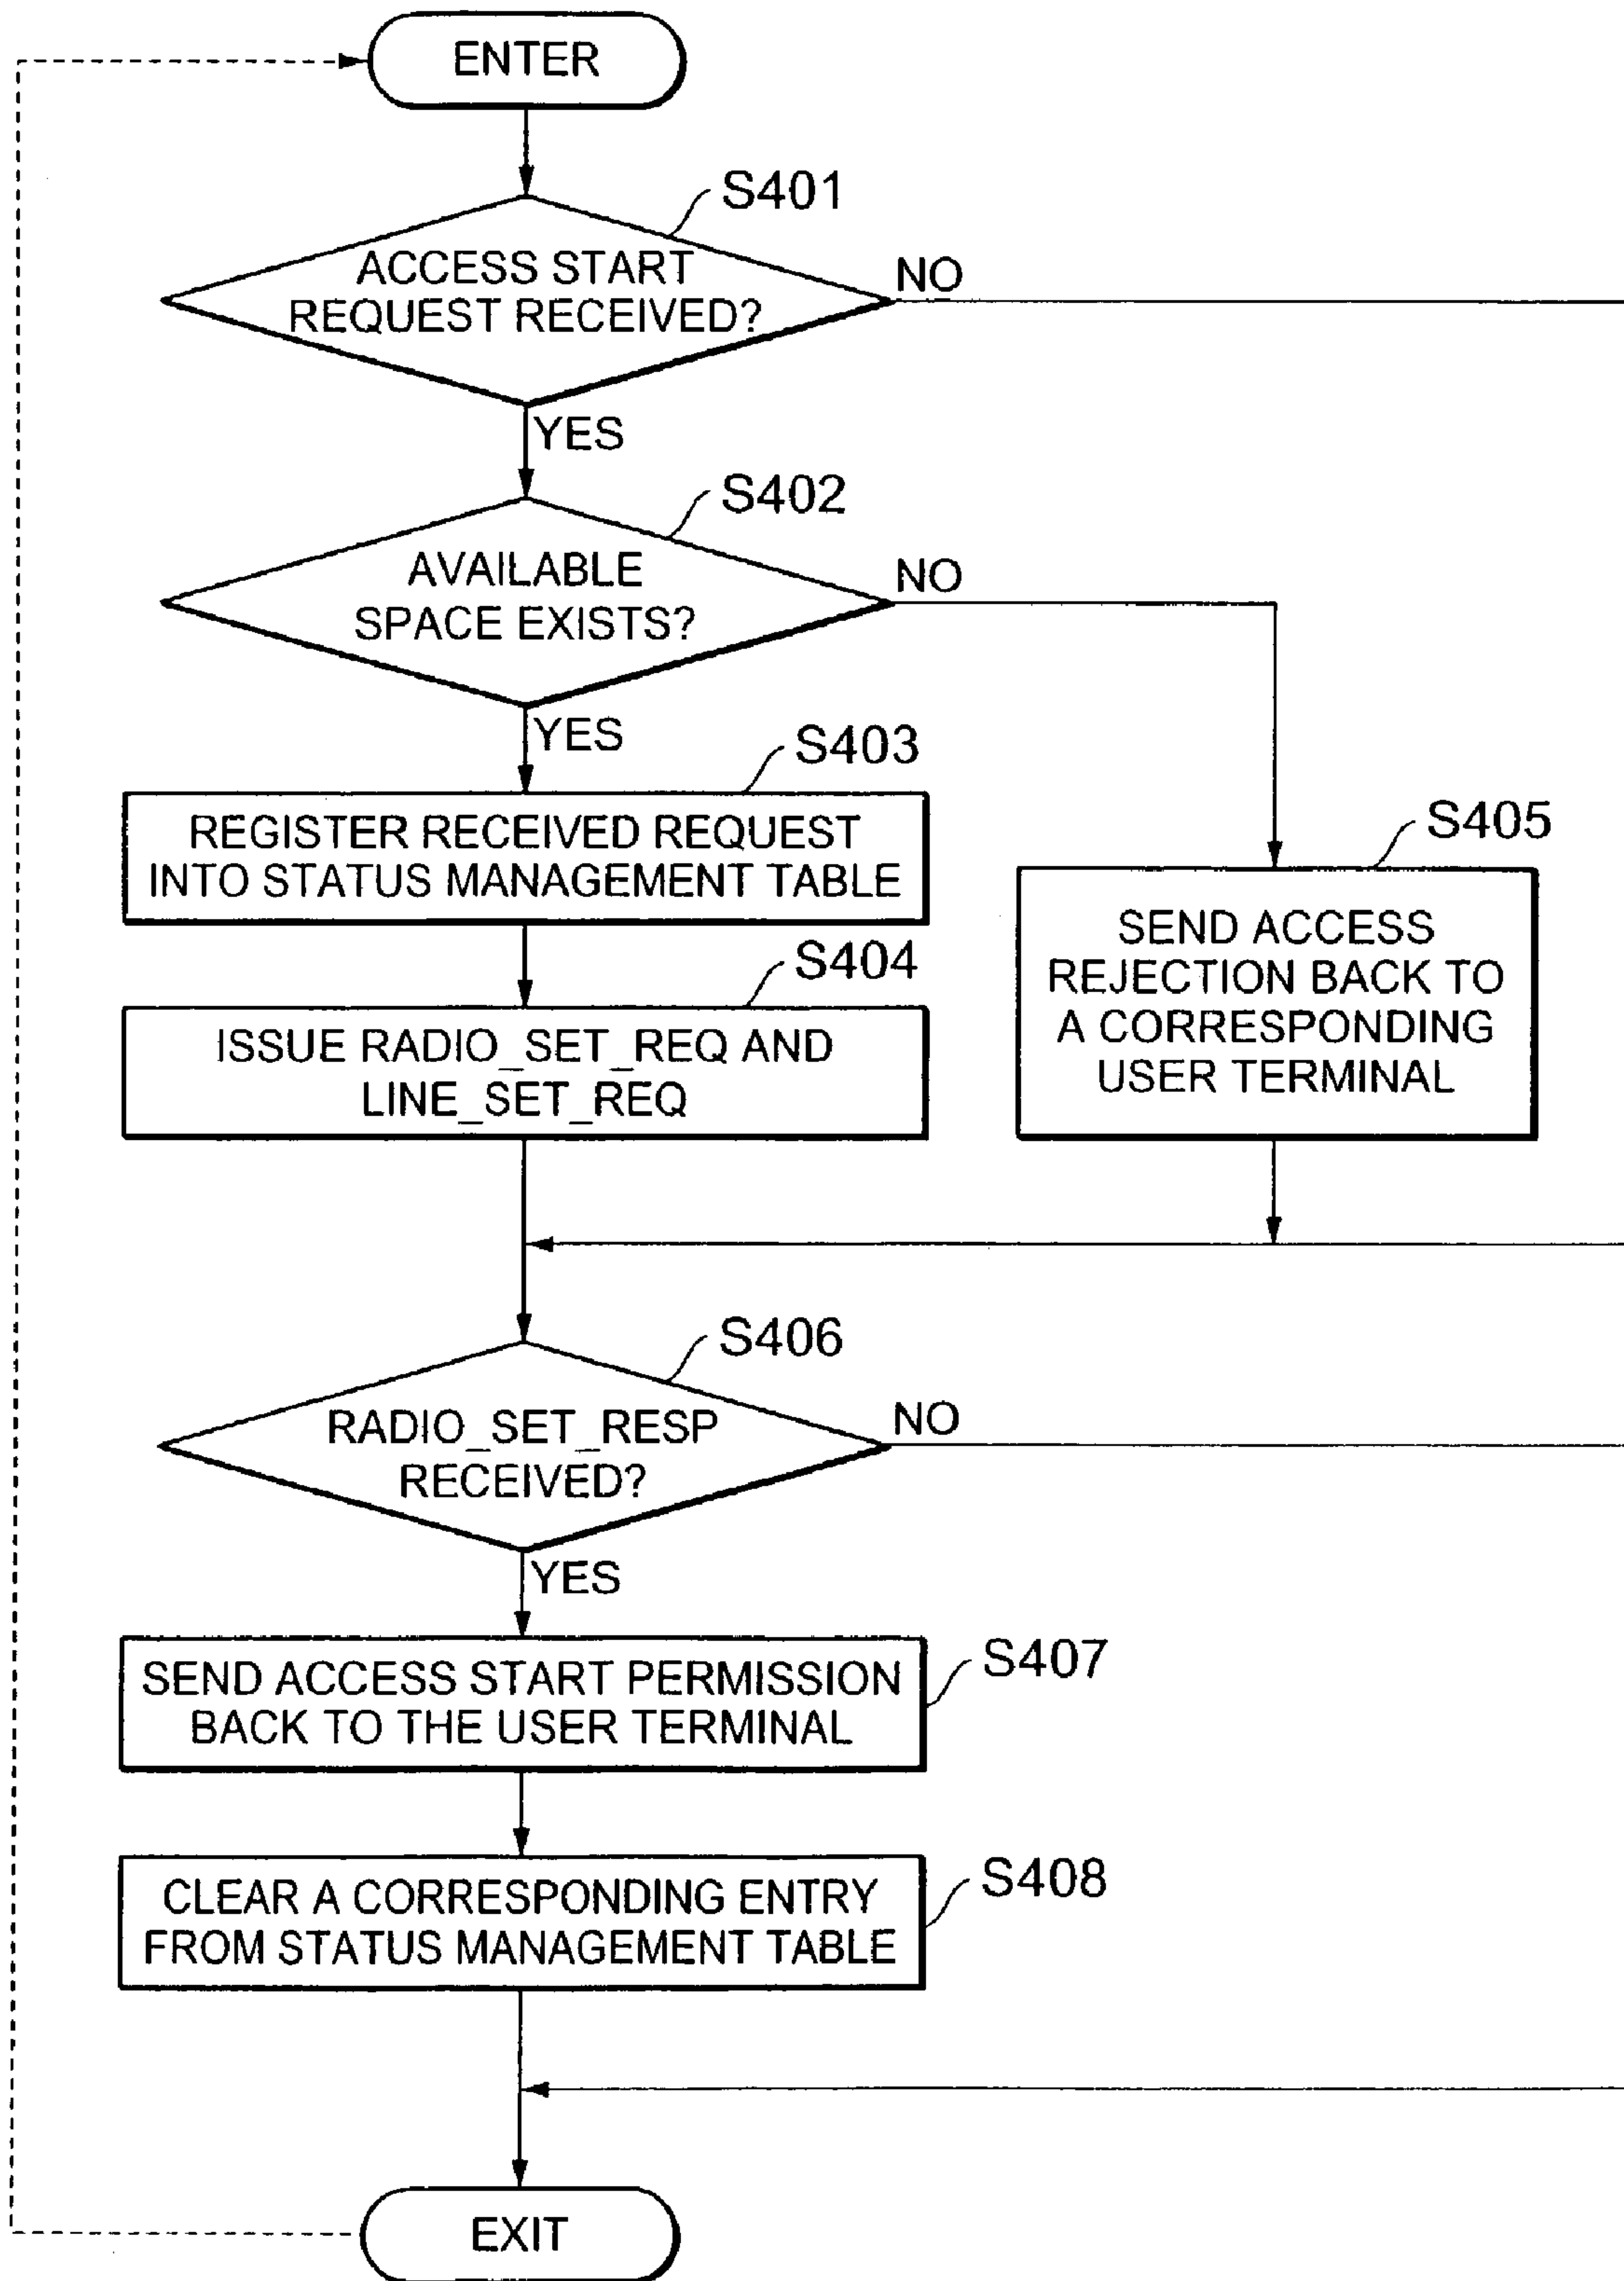 ENTER
S401
ACCESS START
REQUEST RECEIVED?
NO
YES
S402
AVAILABLE
SPACE EXISTS?
NO
YES
S403
REGISTER RECEIVED REQUEST
INTO STATUS MANAGEMENT TABLE
S404
ISSUE RADIO_SET_REQ AND
LINE_SET_REQ
S405
SEND ACCESS
REJECTION BACK TO
A CORRESPONDING
USER TERMINAL
S406
RADIO_SET_RESP
RECEIVED?
NO
YES
S407
SEND ACCESS START PERMISSION
BACK TO THE USER TERMINAL
S408
CLEAR A CORRESPONDING ENTRY
FROM STATUS MANAGEMENT TABLE
EXIT